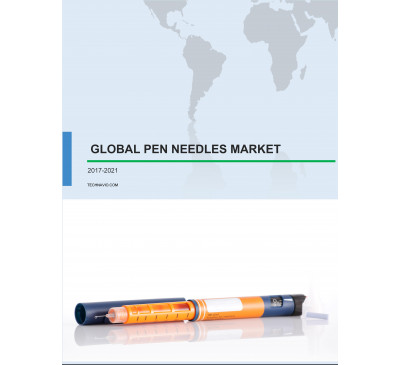 GLOBAL PEN NEEDLES MARKET
2017-2021
TECHNAVIO.COM